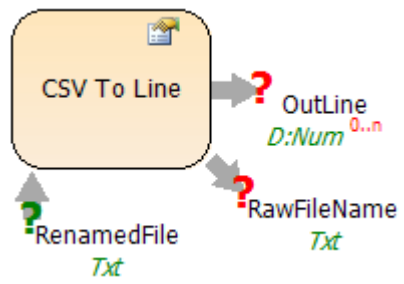 CSV To Line
?
OutLine
D:Num 0..n
?
RawFileName
Txt
?
RenamedFile
Txt